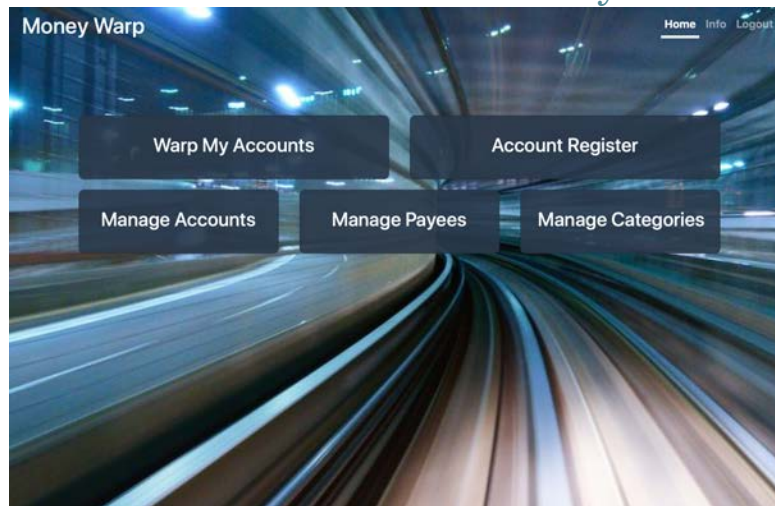 Money Warp
Home Info Logout
Warp My Accounts
Account Register
Manage Accounts
Manage Payees
Manage Categories